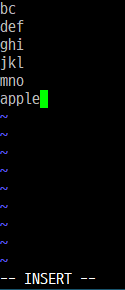 bc
def
ghi
jkl
mno
apple
~
~
~
~
~
~
~
~
~
-- INSERT --